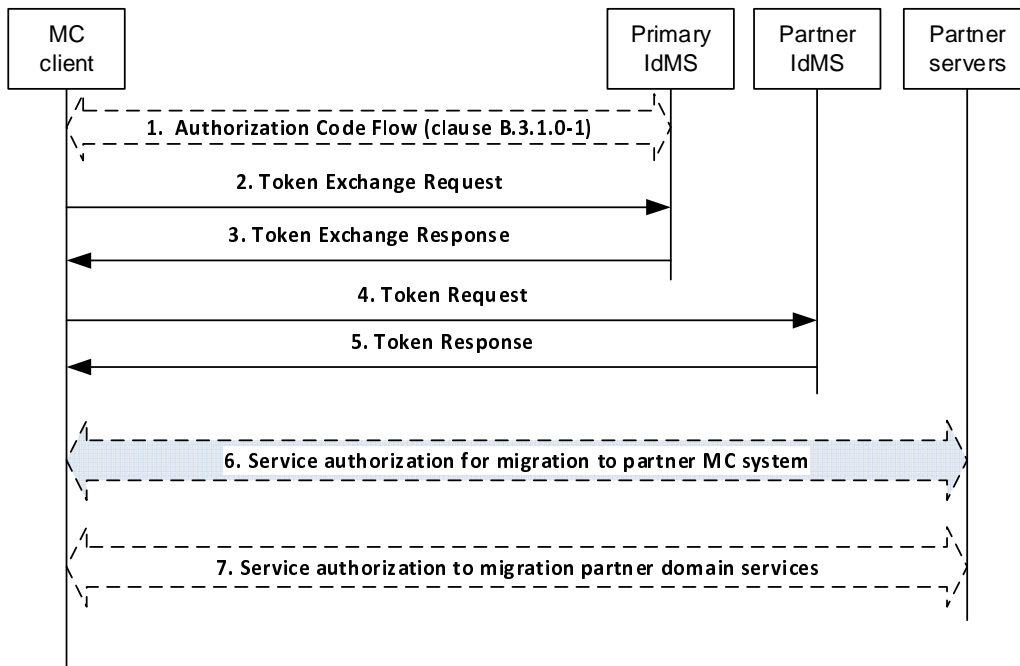 MC
client
Primary
IdMS
Partner
IdMS
Partner
servers
1. Authorization Code Flow (clause B.3.1.0-1)
2. Token Exchange Request
3. Token Exchange Response
4. Token Request
5. Token Response
6. Service authorization for migration to partner MC system
7. Service authorization to migration partner domain services